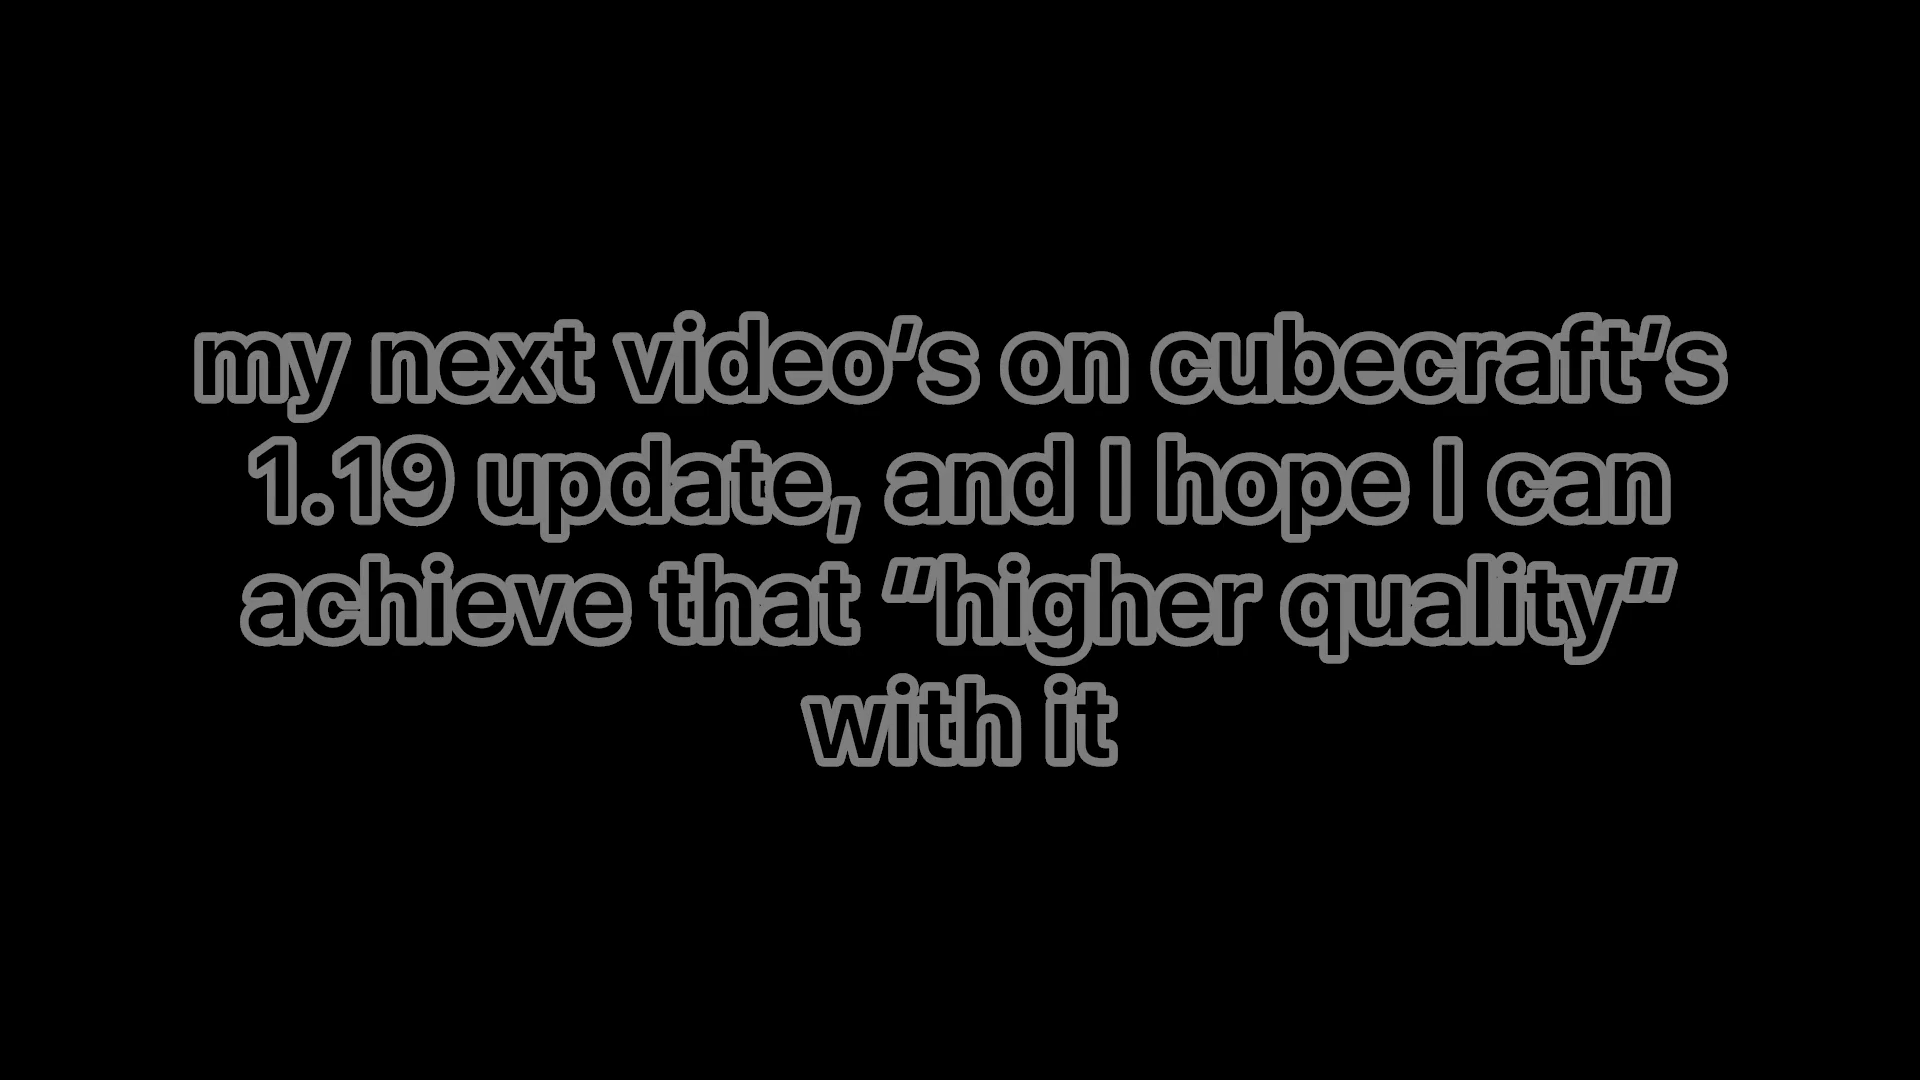 my next video's on cubecraft's
1.19 update, and I hope I can
achieve that "higher quality"
with it